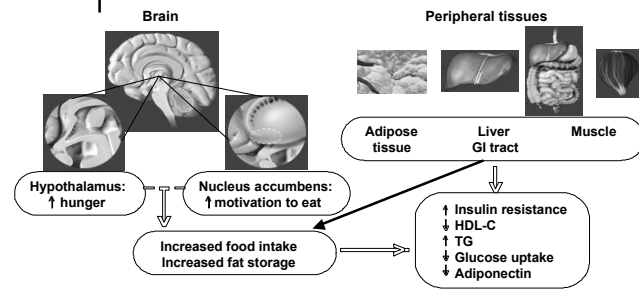 Brain
Peripheral tissues
Adipose tissue
Liver
GI tract
Muscle
Hypothalamus:
↑ hunger
Nucleus accumbens:
↑ motivation to eat
Increased food intake
Increased fat storage
↑ Insulin resistance
↓ HDL-C
↑ TG
↓ Glucose uptake
↓ Adiponectin